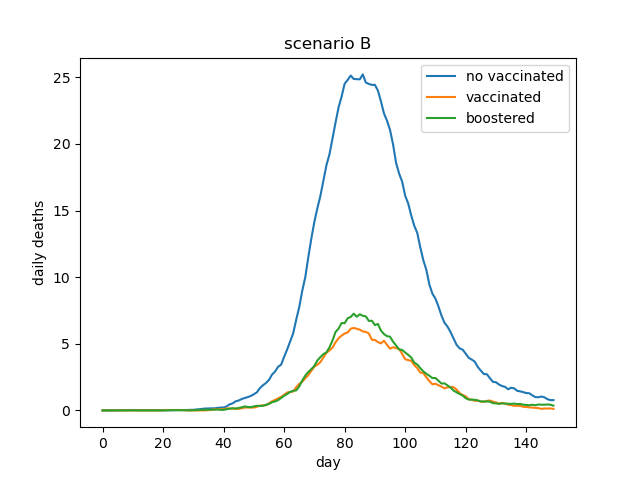 scenario B
no vaccinated
vaccinated
boostered
daily deaths
25
20
15
10
5
0
0 20 40 60 80 100 120 140
day